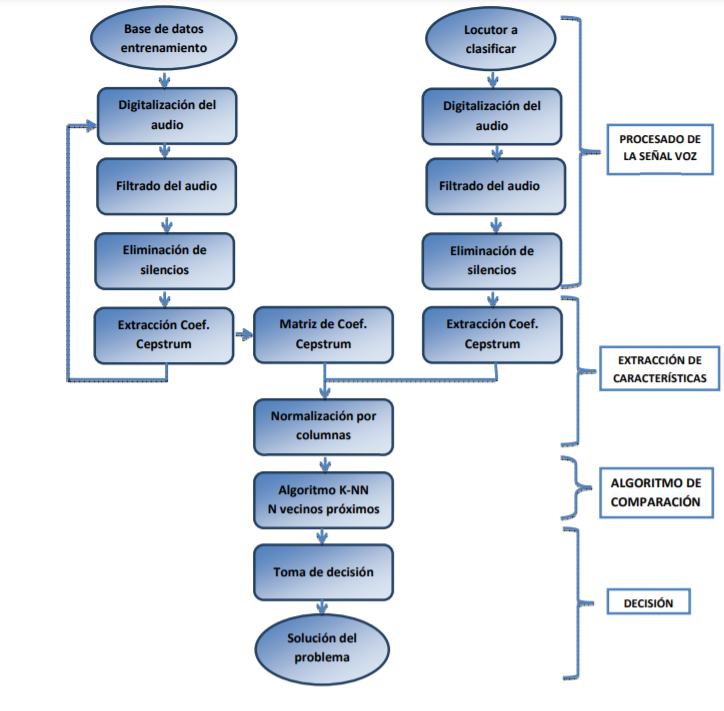 Base de datos
entrenamiento
Digitalización del
audio
Filtrado del audio
Eliminación de
silencios
Extracción Coef.
Cepstrum
Matriz de Coef.
Cepstrum
Locutor a
clasificar
Digitalización del
audio
Filtrado del audio
Eliminación de
silencios
Extracción Coef.
Cepstrum
Normalización por
columnas
Algoritmo K-NN
N vecinos próximos
Toma de decisión
Solución del
problema
PROCESADO DE
LA SEÑAL VOZ
EXTRACCIÓN DE
CARACTERÍSTICAS
ALGORITMO DE
COMPARACIÓN
DECISIÓN